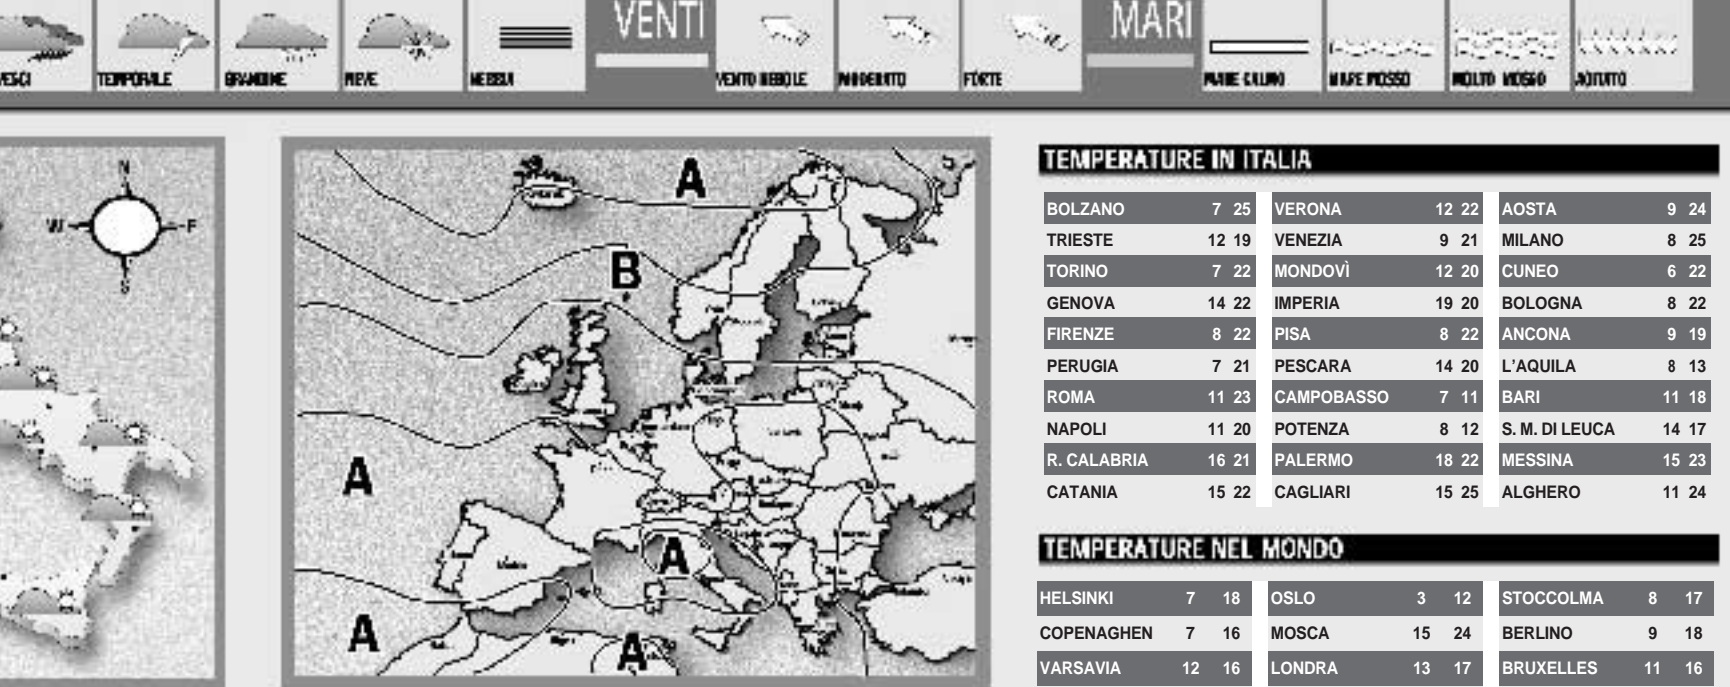 TEMPORALE
GRANDINE
NEVE
NEBBIA
VENTI
VENTO DEBOLE
MODERATO
FORTE
MARI
MARE CALMO
MARE MOSSO
MOLTO MOSSO
AGITATO
N
W
S
A
B
A
A
A
A
TEMPERATURE IN ITALIA
BOLZANO 7 25 VERONA 12 22 AOSTA 9 24
TRIESTE 12 19 VENEZIA 9 21 MILANO 8 25
TORINO 7 22 MONDOVÌ 12 20 CUNEO 6 22
GENOVA 14 22 IMPERIA 19 20 BOLOGNA 8 22
FIRENZE 8 22 PISA 8 22 ANCONA 9 19
PERUGIA 7 21 PESCARA 14 20 L'AQUILA 8 13
ROMA 11 23 CAMPOBASSO 7 11 BARI 11 18
NAPOLI 11 20 POTENZA 8 12 S. M. DI LEUCA 14 17
R. CALABRIA 16 21 PALERMO 18 22 MESSINA 15 23
CATANIA 15 22 CAGLIARI 15 25 ALGHERO 11 24
TEMPERATURE NEL MONDO
HELSINKI 7 18 OSLO 3 12 STOCCOLMA 8 17
COPENAGHEN 7 16 MOSCA 15 24 BERLINO 9 18
VARSAVIA 12 16 LONDRA 13 17 BRUXELLES 11 16